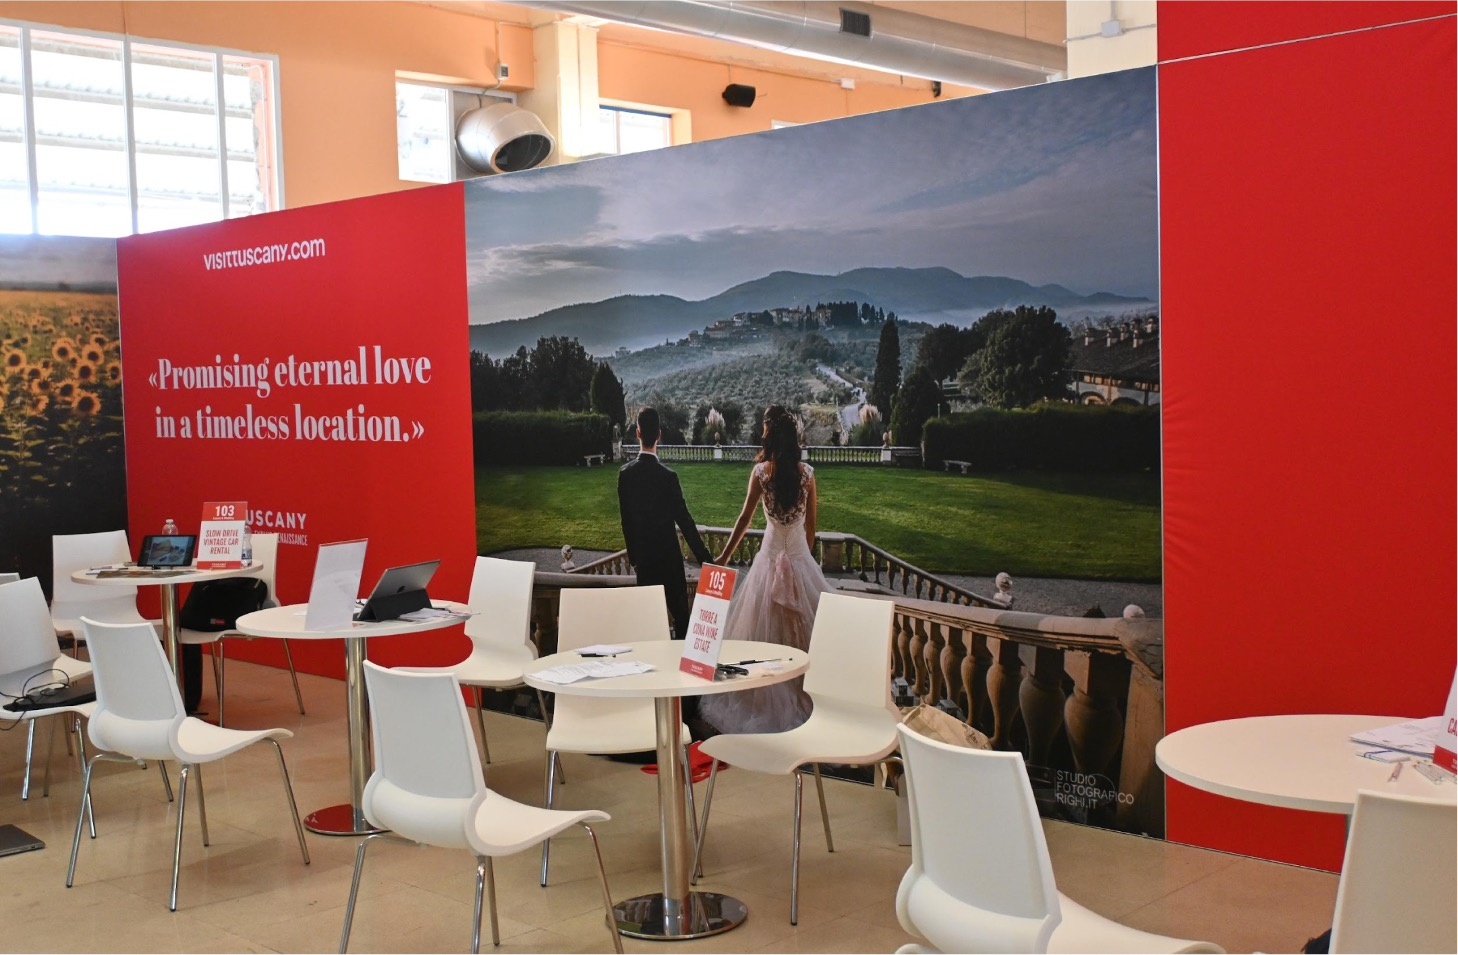 visittuscany.com
«Promising eternal love
in a timeless location.»
TUSCANY
RENAISSANCE
103
SLOW DRIVE
VINTAGE CAR
RENTAL
105
TORRE A
CONA WINE
ESTATE
STUDIO
FOTOGRAFICO
RIGHI.IT